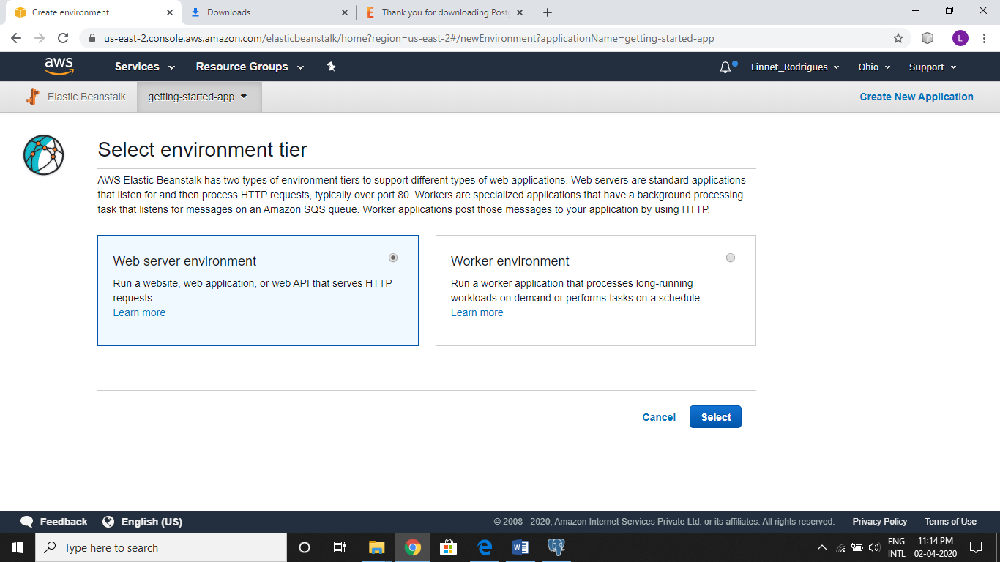 Create environment
Downloads
Thank you for downloading Postg
us-east-2.console.aws.amazon.com/elasticbeanstalk/home?region=us-east-2#/newEnvironment?applicationName=getting-started-app
L
aws
Services
Resource Groups
Linnet_Rodrigues
Ohio
Support
Elastic Beanstalk
getting-started-app
Create New Application
Select environment tier
AWS Elastic Beanstalk has two types of environment tiers to support different types of web applications. Web servers are standard applications
that listen for and then process HTTP requests, typically over port 80. Workers are specialized applications that have a background processing
task that listens for messages on an Amazon SQS queue. Worker applications post those messages to your application by using HTTP.
Web server environment
Run a website, web application, or web API that serves HTTP
requests.
Learn more
Worker environment
Run a worker application that processes long-running
workloads on demand or performs tasks on a schedule.
Learn more
Cancel
Select
Feedback
English (US)
© 2008 - 2020, Amazon Internet Services Private Ltd. or its affiliates. All rights reserved.
Privacy Policy
Terms of Use
Type here to search
ENG
INTL
11:14 PM
02-04-2020